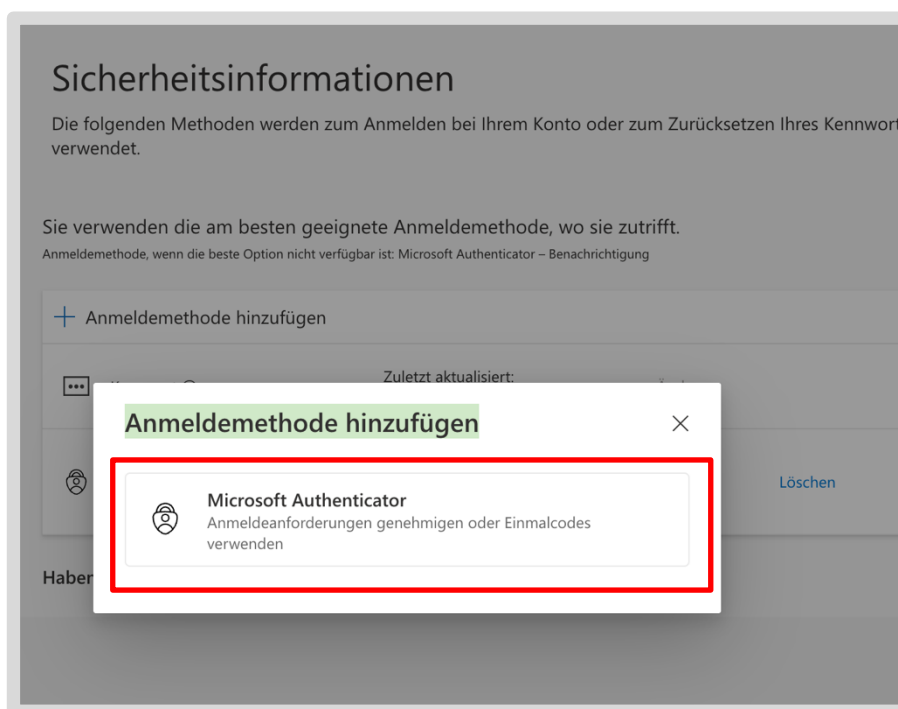 Sicherheitsinformationen
Die folgenden Methoden werden zum Anmelden bei Ihrem Konto oder zum Zurücksetzen Ihres Kennwort
verwendet.
Sie verwenden die am besten geeignete Anmeldemethode, wo sie zutrifft.
Anmeldemethode, wenn die beste Option nicht verfügbar ist: Microsoft Authenticator – Benachrichtigung
+ Anmeldemethode hinzufügen
Zuletzt aktualisiert:
Anmeldemethode hinzufügen
Microsoft Authenticator
Anmeldeanforderungen genehmigen oder Einmalcodes
verwenden
Löschen
Haben